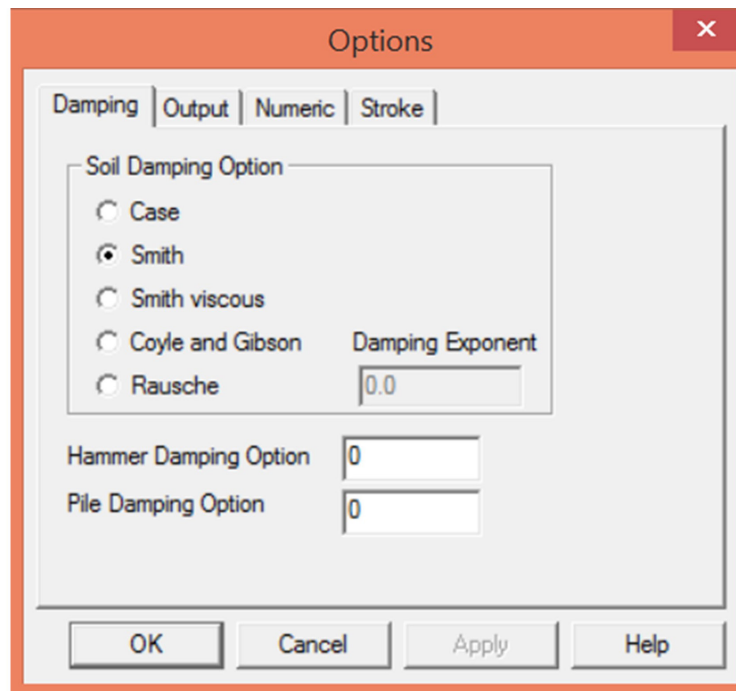 Options
Damping Output Numeric Stroke
Soil Damping Option
Case
Smith
Smith viscous
Coyle and Gibson Damping Exponent
Rausche 0.0
Hammer Damping Option 0
Pile Damping Option 0
OK Cancel Apply Help